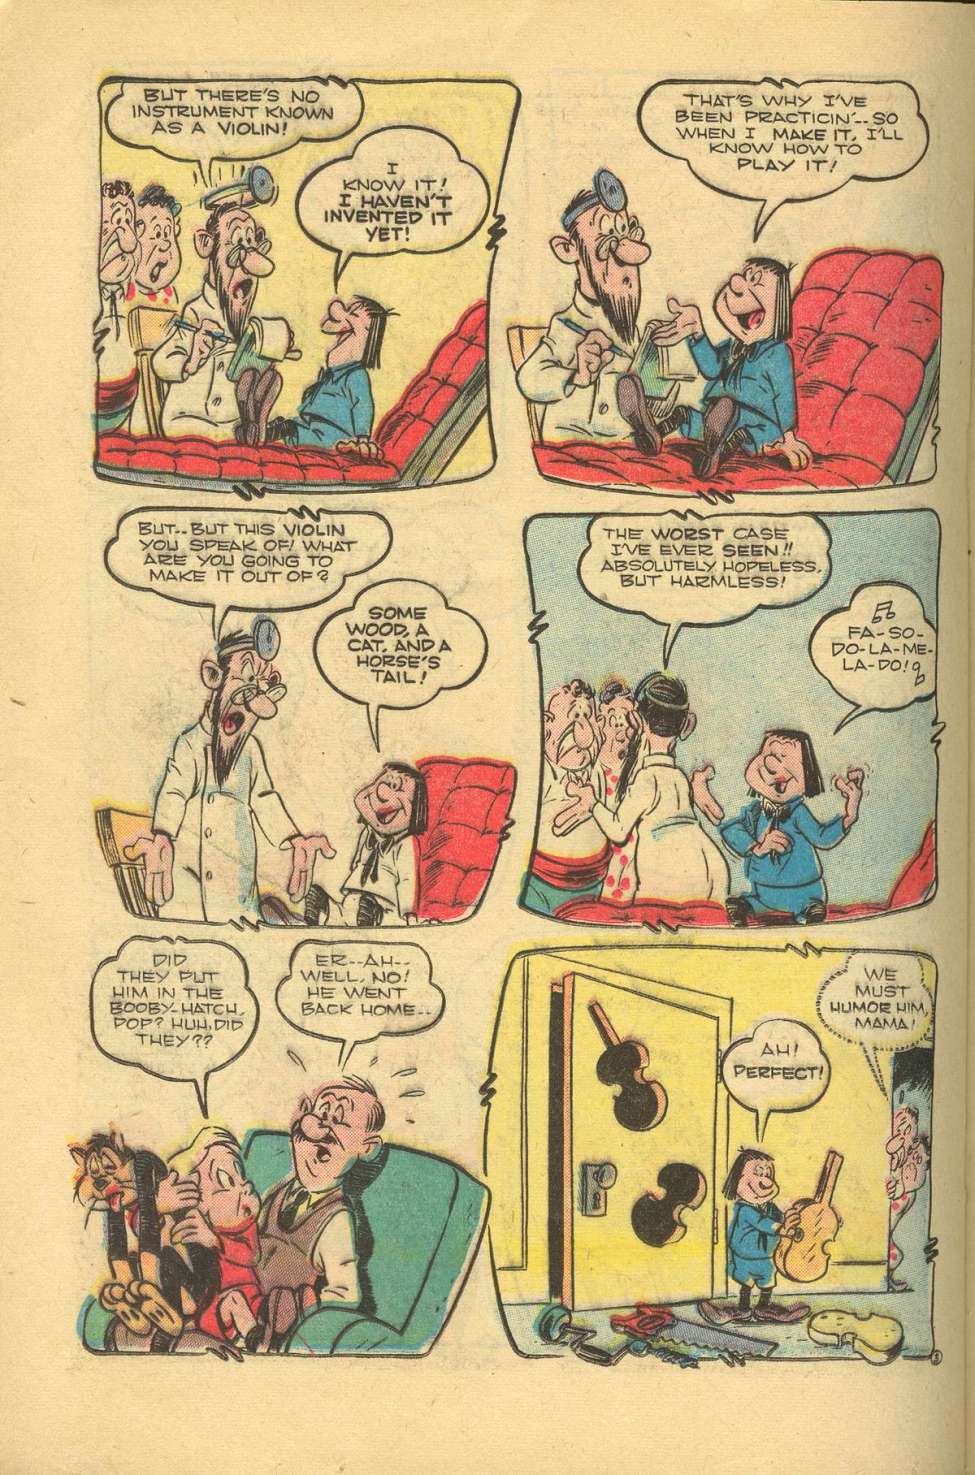 BUT THERE'S NO
INSTRUMENT KNOWN
AS A VIOLIN!
I
KNOW IT!
I HAVEN'T
INVENTED IT
YET!
THAT'S WHY I'VE
BEEN PRACTICIN'-- SO
WHEN I MAKE IT, I'LL
KNOW HOW TO
PLAY IT!
BUT-- BUT THIS VIOLIN
YOU SPEAK OF! WHAT
ARE YOU GOING TO
MAKE IT OUT OF?
SOME
WOOD, A
CAT, AND A
HORSE'S
TAIL!
THE WORST CASE
I'VE EVER SEEN!!
ABSOLUTELY HOPELESS,
BUT HARMLESS!
FA-SO-
DO-LA-ME-
LA-DO!
DID
THEY PUT
HIM IN THE
BOOBY-HATCH,
POP? HUH, DID
THEY??
ER--AH--
WELL, NO!
HE WENT
BACK HOME--
AH!
PERFECT!
WE
MUST
HUMOR HIM,
MAMA!